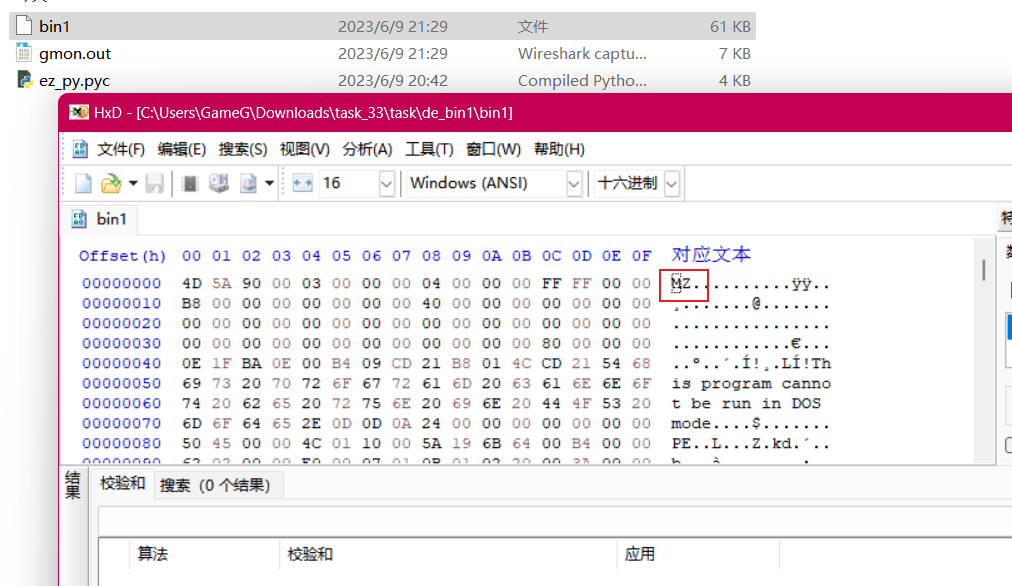 bin1 2023/6/9 21:29 文件 61 KB
gmon.out 2023/6/9 21:29 Wireshark captu... 7 KB
ez_py.pyc 2023/6/9 20:42 Compiled Pytho... 4 KB
HxD - [C:\Users\GameG\Downloads\task_33\task\de_bin1\bin1]
文件(F) 编辑(E) 搜索(S) 视图(V) 分析(A) 工具(T) 窗口(W) 帮助(H)
16 Windows (ANSI) 十六进制
bin1
Offset(h) 00 01 02 03 04 05 06 07 08 09 0A 0B 0C 0D 0E 0F 对应文本
00000000 4D 5A 90 00 03 00 00 00 04 00 00 00 FF FF 00 00 MZ..........ÿÿ..
00000010 B8 00 00 00 00 00 00 00 40 00 00 00 00 00 00 00 ¸.......@.......
00000020 00 00 00 00 00 00 00 00 00 00 00 00 00 00 00 00 ................
00000030 00 00 00 00 00 00 00 00 00 00 00 00 80 00 00 00 ............€...
00000040 0E 1F BA 0E 00 B4 09 CD 21 B8 01 4C CD 21 54 68 ..º..´.Í!¸.LÍ!Th
00000050 69 73 20 70 72 6F 67 72 61 6D 20 63 61 6E 6E 6F is program canno
00000060 74 20 62 65 20 72 75 6E 20 69 6E 20 44 4F 53 20 t be run in DOS
00000070 6D 6F 64 65 2E 0D 0D 0A 24 00 00 00 00 00 00 00 mode....$.......
00000080 50 45 00 00 4C 01 10 00 5A 19 6B 64 00 B4 00 00 PE..L...Z.kd.´..
结果
校验和 搜索（0 个结果）
算法 校验和 应用